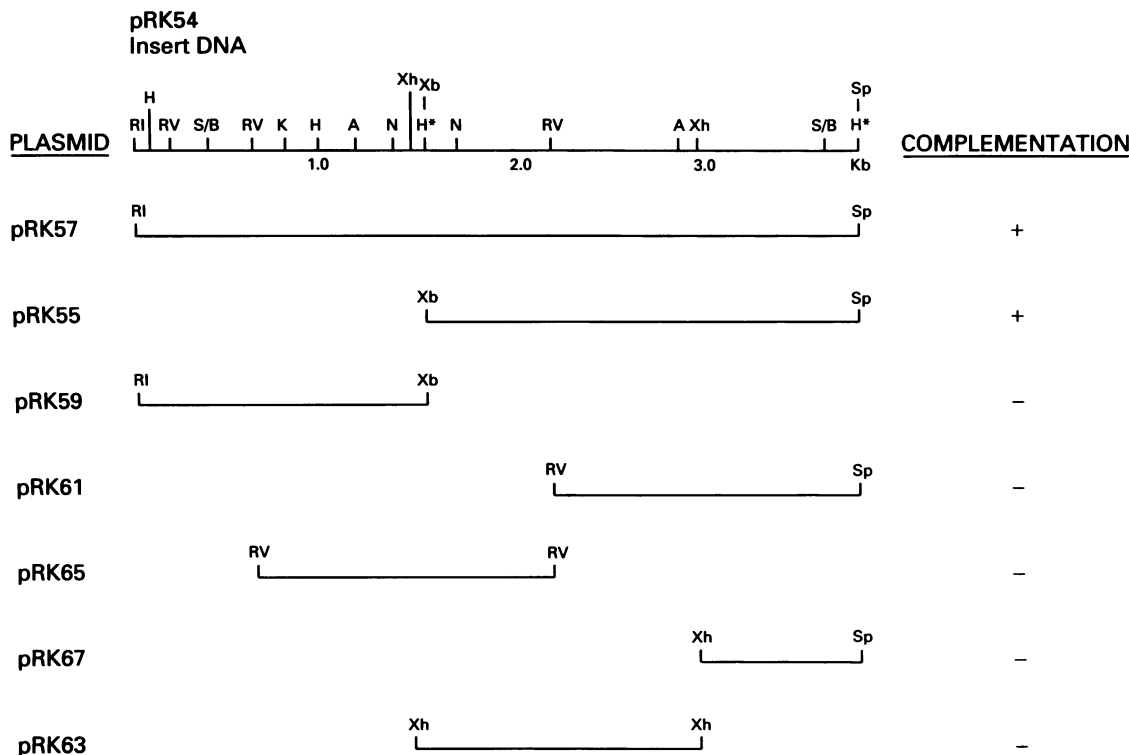 pRK54
Insert DNA
Xh Xb Sp
H
RI RV S/B RV K H A N H* N RV A Xh S/B H*
PLASMID COMPLEMENTATION
1.0 2.0 3.0 Kb
RI Sp
pRK57 +
Xb Sp
pRK55 +
RI Xb
pRK59 –
RV Sp
pRK61 –
RV RV
pRK65 –
Xh Sp
pRK67 –
Xh Xh
pRK63 –